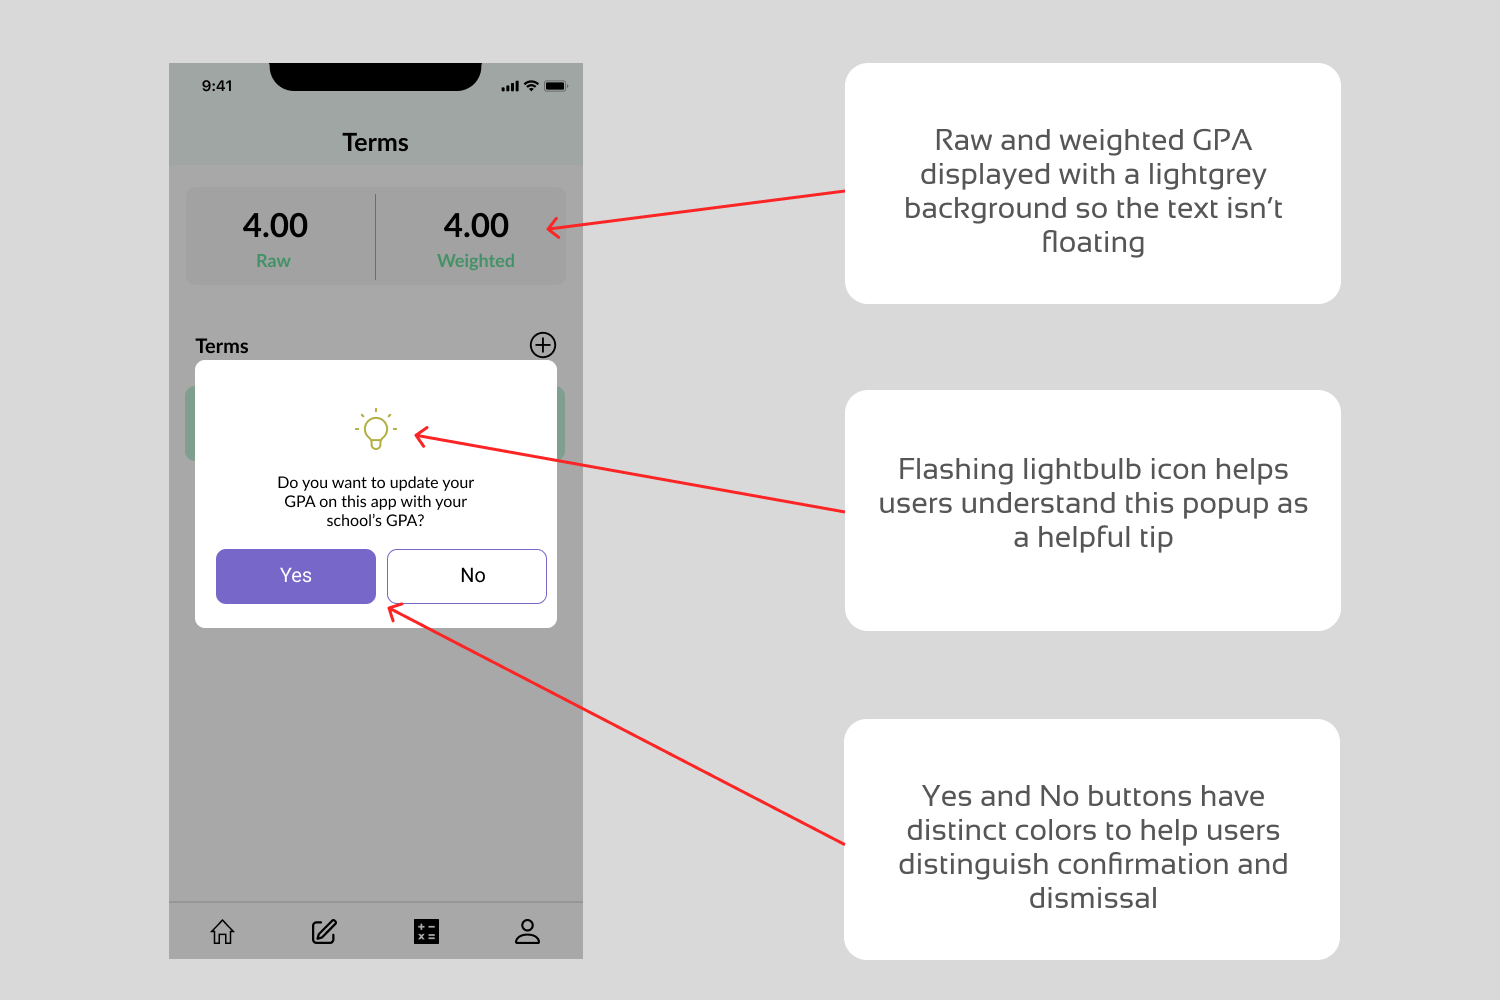 9:41
Terms
4.00
Raw
4.00
Weighted
Terms
Do you want to update your
GPA on this app with your
school's GPA?
Yes
No
Raw and weighted GPA
displayed with a lightgrey
background so the text isn't
floating
Flashing lightbulb icon helps
users understand this popup as
a helpful tip
Yes and No buttons have
distinct colors to help users
distinguish confirmation and
dismissal